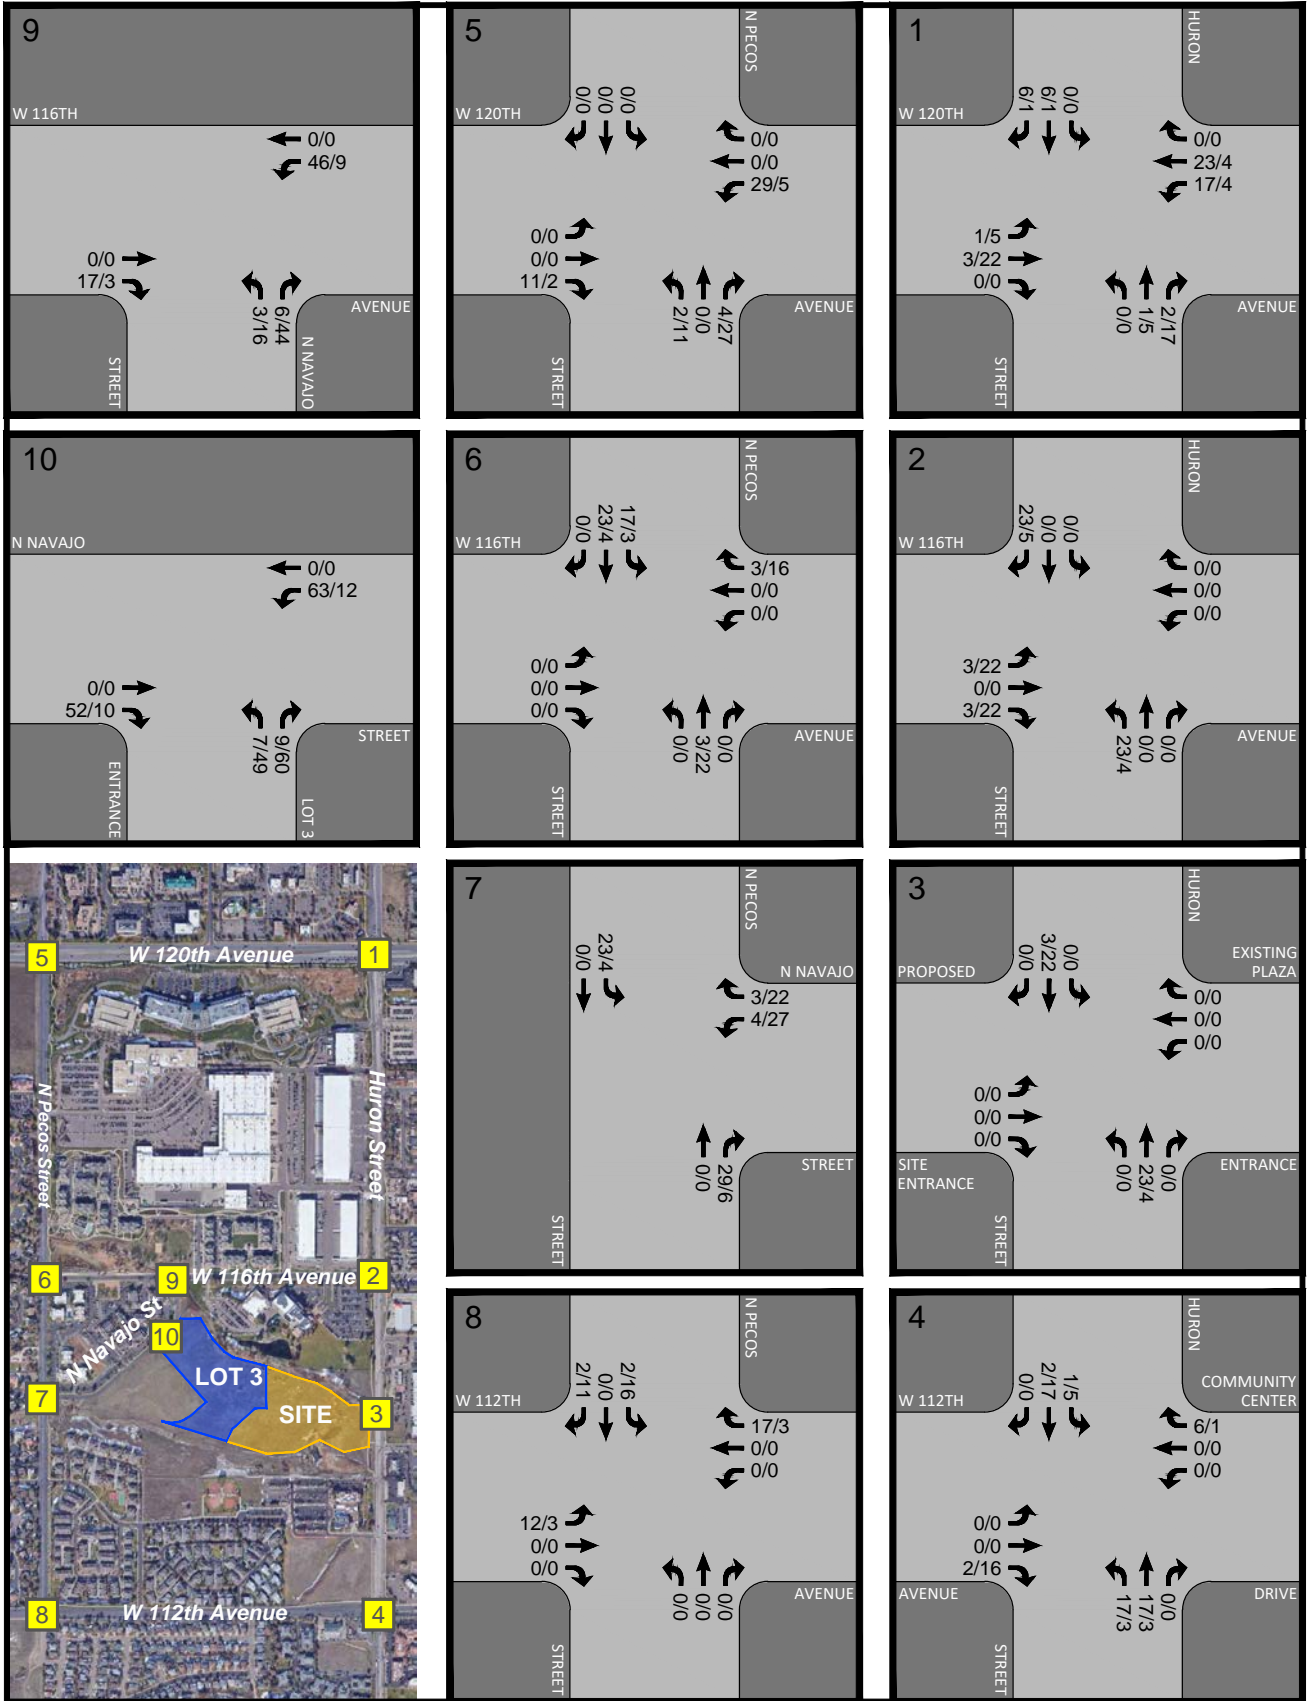 9
W 116TH
0/0
46/9
0/0
17/3
3/16
6/44
AVENUE
STREET
N NAVAJO
5
N PECOS
W 120TH
0/0
0/0
0/0
0/0
0/0
29/5
0/0
0/0
11/2
2/11
0/0
4/27
AVENUE
STREET
1
HURON
W 120TH
6/1
6/1
0/0
0/0
23/4
17/4
1/5
3/22
0/0
0/0
1/5
2/17
AVENUE
STREET
10
N NAVAJO
0/0
63/12
0/0
52/10
7/49
9/60
STREET
ENTRANCE
LOT 3
6
N PECOS
W 116TH
0/0
23/4
17/3
3/16
0/0
0/0
0/0
0/0
0/0
0/0
3/22
0/0
AVENUE
STREET
2
HURON
W 116TH
23/5
0/0
0/0
0/0
0/0
0/0
3/22
0/0
3/22
23/4
0/0
0/0
AVENUE
STREET
5
W 120th Avenue
1
N Pecos Street
Huron Street
6
9
W 116th Avenue
2
N Navajo St
10
LOT 3
7
SITE
3
8
W 112th Avenue
4
7
N PECOS
0/0
23/4
N NAVAJO
3/22
4/27
0/0
29/6
STREET
STREET
3
HURON
PROPOSED
0/0
3/22
0/0
EXISTING
PLAZA
0/0
0/0
0/0
0/0
0/0
0/0
0/0
23/4
0/0
SITE
ENTRANCE
ENTRANCE
STREET
8
N PECOS
W 112TH
2/11
0/0
2/16
17/3
0/0
0/0
12/3
0/0
0/0
0/0
0/0
0/0
AVENUE
STREET
4
HURON
W 112TH
0/0
2/17
1/5
COMMUNITY
CENTER
6/1
0/0
0/0
0/0
0/0
2/16
17/3
17/3
0/0
AVENUE
DRIVE
STREET